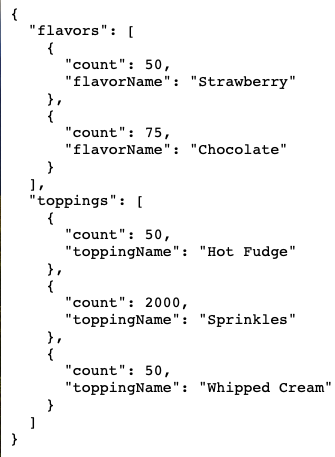 {
  "flavors": [
    {
      "count": 50,
      "flavorName": "Strawberry"
    },
    {
      "count": 75,
      "flavorName": "Chocolate"
    }
  ],
  "toppings": [
    {
      "count": 50,
      "toppingName": "Hot Fudge"
    },
    {
      "count": 2000,
      "toppingName": "Sprinkles"
    },
    {
      "count": 50,
      "toppingName": "Whipped Cream"
    }
  ]
}